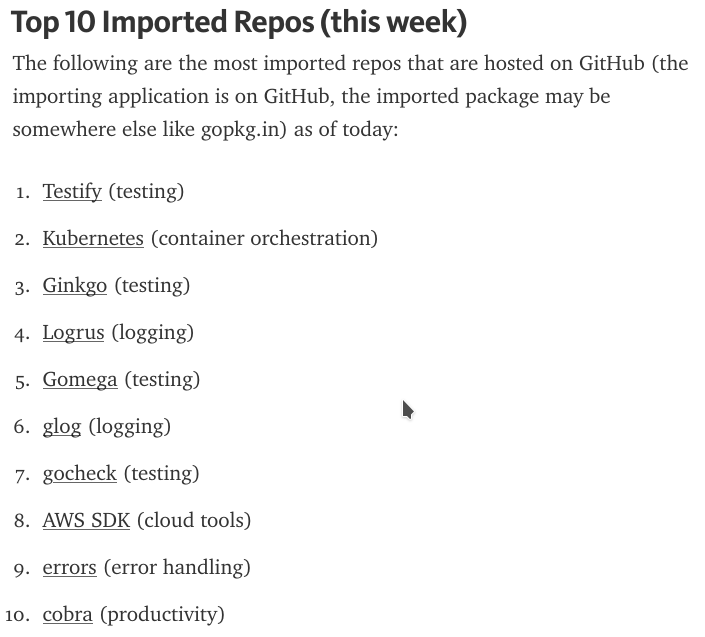 Top 10 Imported Repos (this week)
The following are the most imported repos that are hosted on GitHub (the
importing application is on GitHub, the imported package may be
somewhere else like gopkg.in) as of today:
1. Testify (testing)
2. Kubernetes (container orchestration)
3. Ginkgo (testing)
4. Logrus (logging)
5. Gomega (testing)
6. glog (logging)
7. gocheck (testing)
8. AWS SDK (cloud tools)
9. errors (error handling)
10. cobra (productivity)